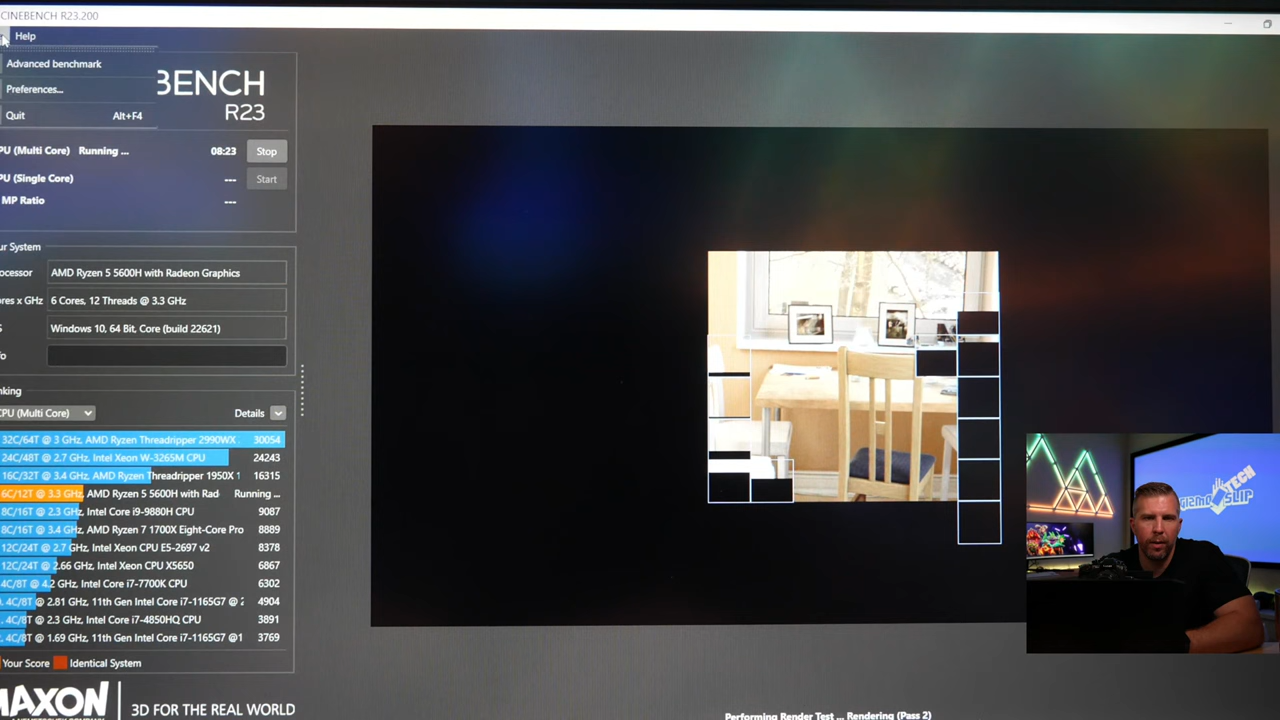 CINEBENCH R23.200
Help
Advanced benchmark
Preferences...
Quit Alt+F4
BENCH
R23
PU (Multi Core) Running ... 08:23 Stop
PU (Single Core) --- Start
MP Ratio ---
ur System
ocessor AMD Ryzen 5 5600H with Radeon Graphics
res x GHz 6 Cores, 12 Threads @ 3.3 GHz
S Windows 10, 64 Bit, Core (build 22621)
fo
nking
CPU (Multi Core) Details
32C/64T @ 3 GHz, AMD Ryzen Threadripper 2990WX 30054
24C/48T @ 2.7 GHz, Intel Xeon W-3265M CPU 24243
16C/32T @ 3.4 GHz, AMD Ryzen Threadripper 1950X 1 16315
6C/12T @ 3.3 GHz, AMD Ryzen 5 5600H with Rad Running ...
8C/16T @ 2.3 GHz, Intel Core i9-9880H CPU 9087
8C/16T @ 3.4 GHz, AMD Ryzen 7 1700X Eight-Core Pro 8889
12C/24T @ 2.7 GHz, Intel Xeon CPU E5-2697 v2 8378
12C/24T @ 2.66 GHz, Intel Xeon CPU X5650 6867
4C/8T @ 4.2 GHz, Intel Core i7-7700K CPU 6302
4C/8T @ 2.81 GHz, 11th Gen Intel Core i7-1165G7 @ 2 4904
4C/8T @ 2.3 GHz, Intel Core i7-4850HQ CPU 3891
4C/8T @ 1.69 GHz, 11th Gen Intel Core i7-1165G7 @1 3769
Your Score Identical System
MAXON
3D FOR THE REAL WORLD
Performing Render Test ... Rendering (Pass 2)
GIZMO SLIP
TECH